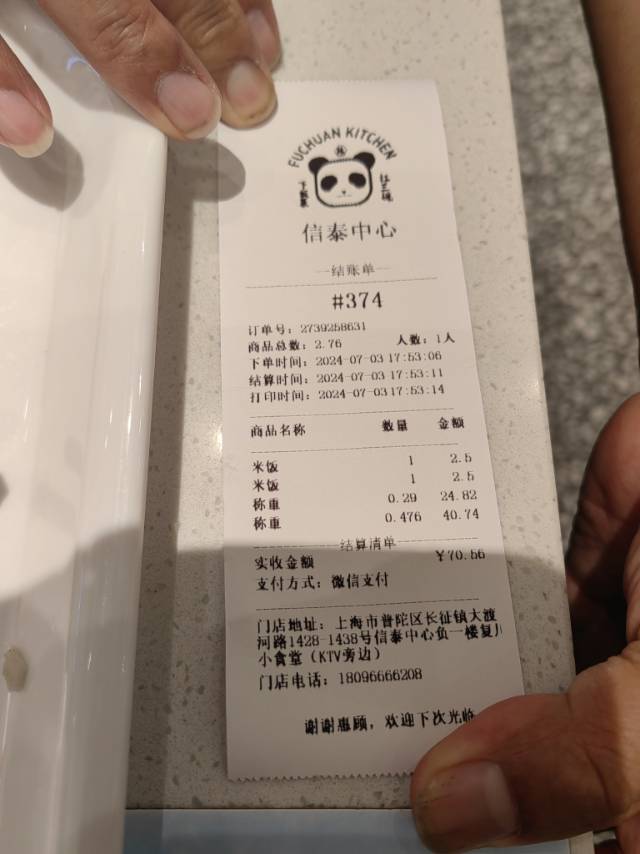 FUCHUAN KITCHEN
信泰中心
结账单
#374
订单号：2739258631
商品总数：2.76 人数：1人
下单时间：2024-07-03 17:53:06
结算时间：2024-07-03 17:53:11
打印时间：2024-07-03 17:53:14
商品名称 数量 金额
米饭 1 2.5
米饭 1 2.5
称重 0.29 24.82
称重 0.476 40.74
结算清单
实收金额 ￥70.56
支付方式：微信支付
门店地址：上海市普陀区长征镇大渡
河路1428-1438号信泰中心负一楼复川
小食堂（KTV旁边）
门店电话：18096666208
谢谢惠顾，欢迎下次光临